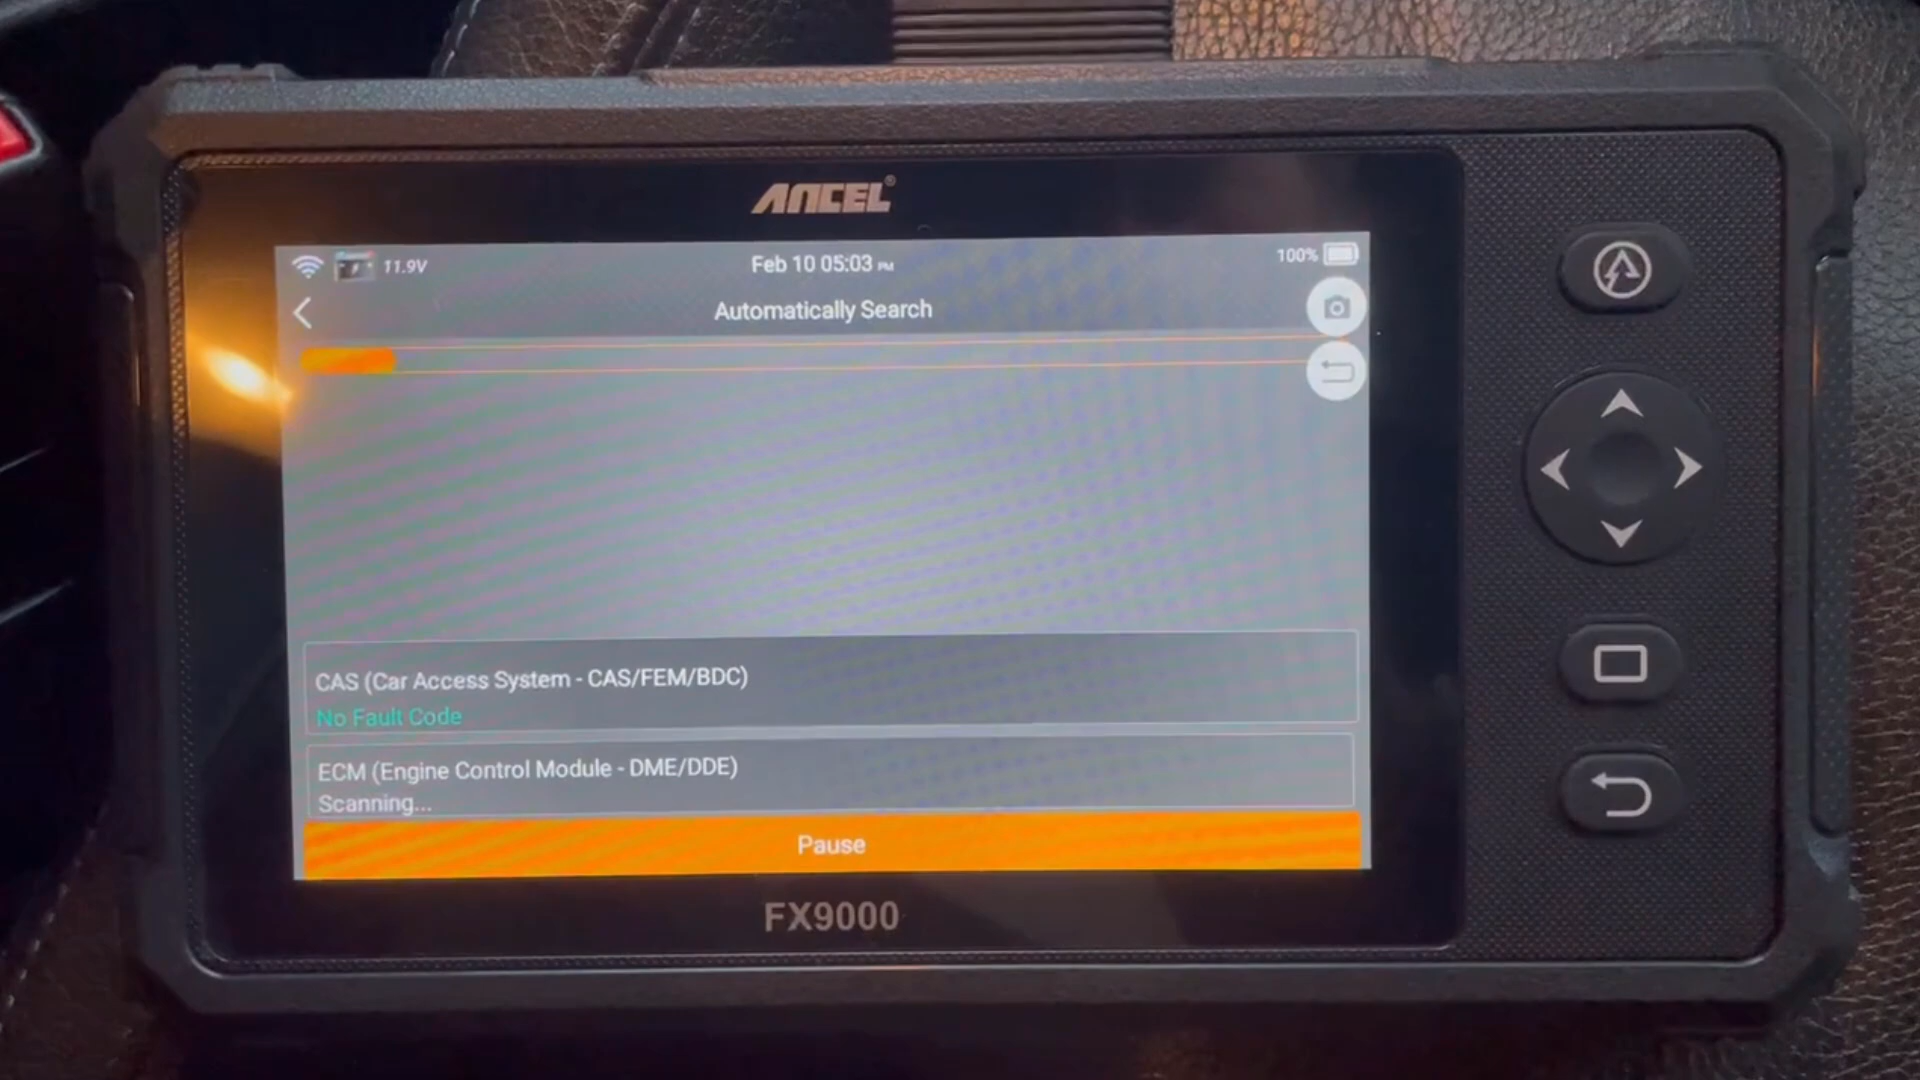 ANCEL®
11.9V
Feb 10 05:03 PM
100%
Automatically Search
CAS (Car Access System - CAS/FEM/BDC)
No Fault Code
ECM (Engine Control Module - DME/DDE)
Scanning...
Pause
FX9000